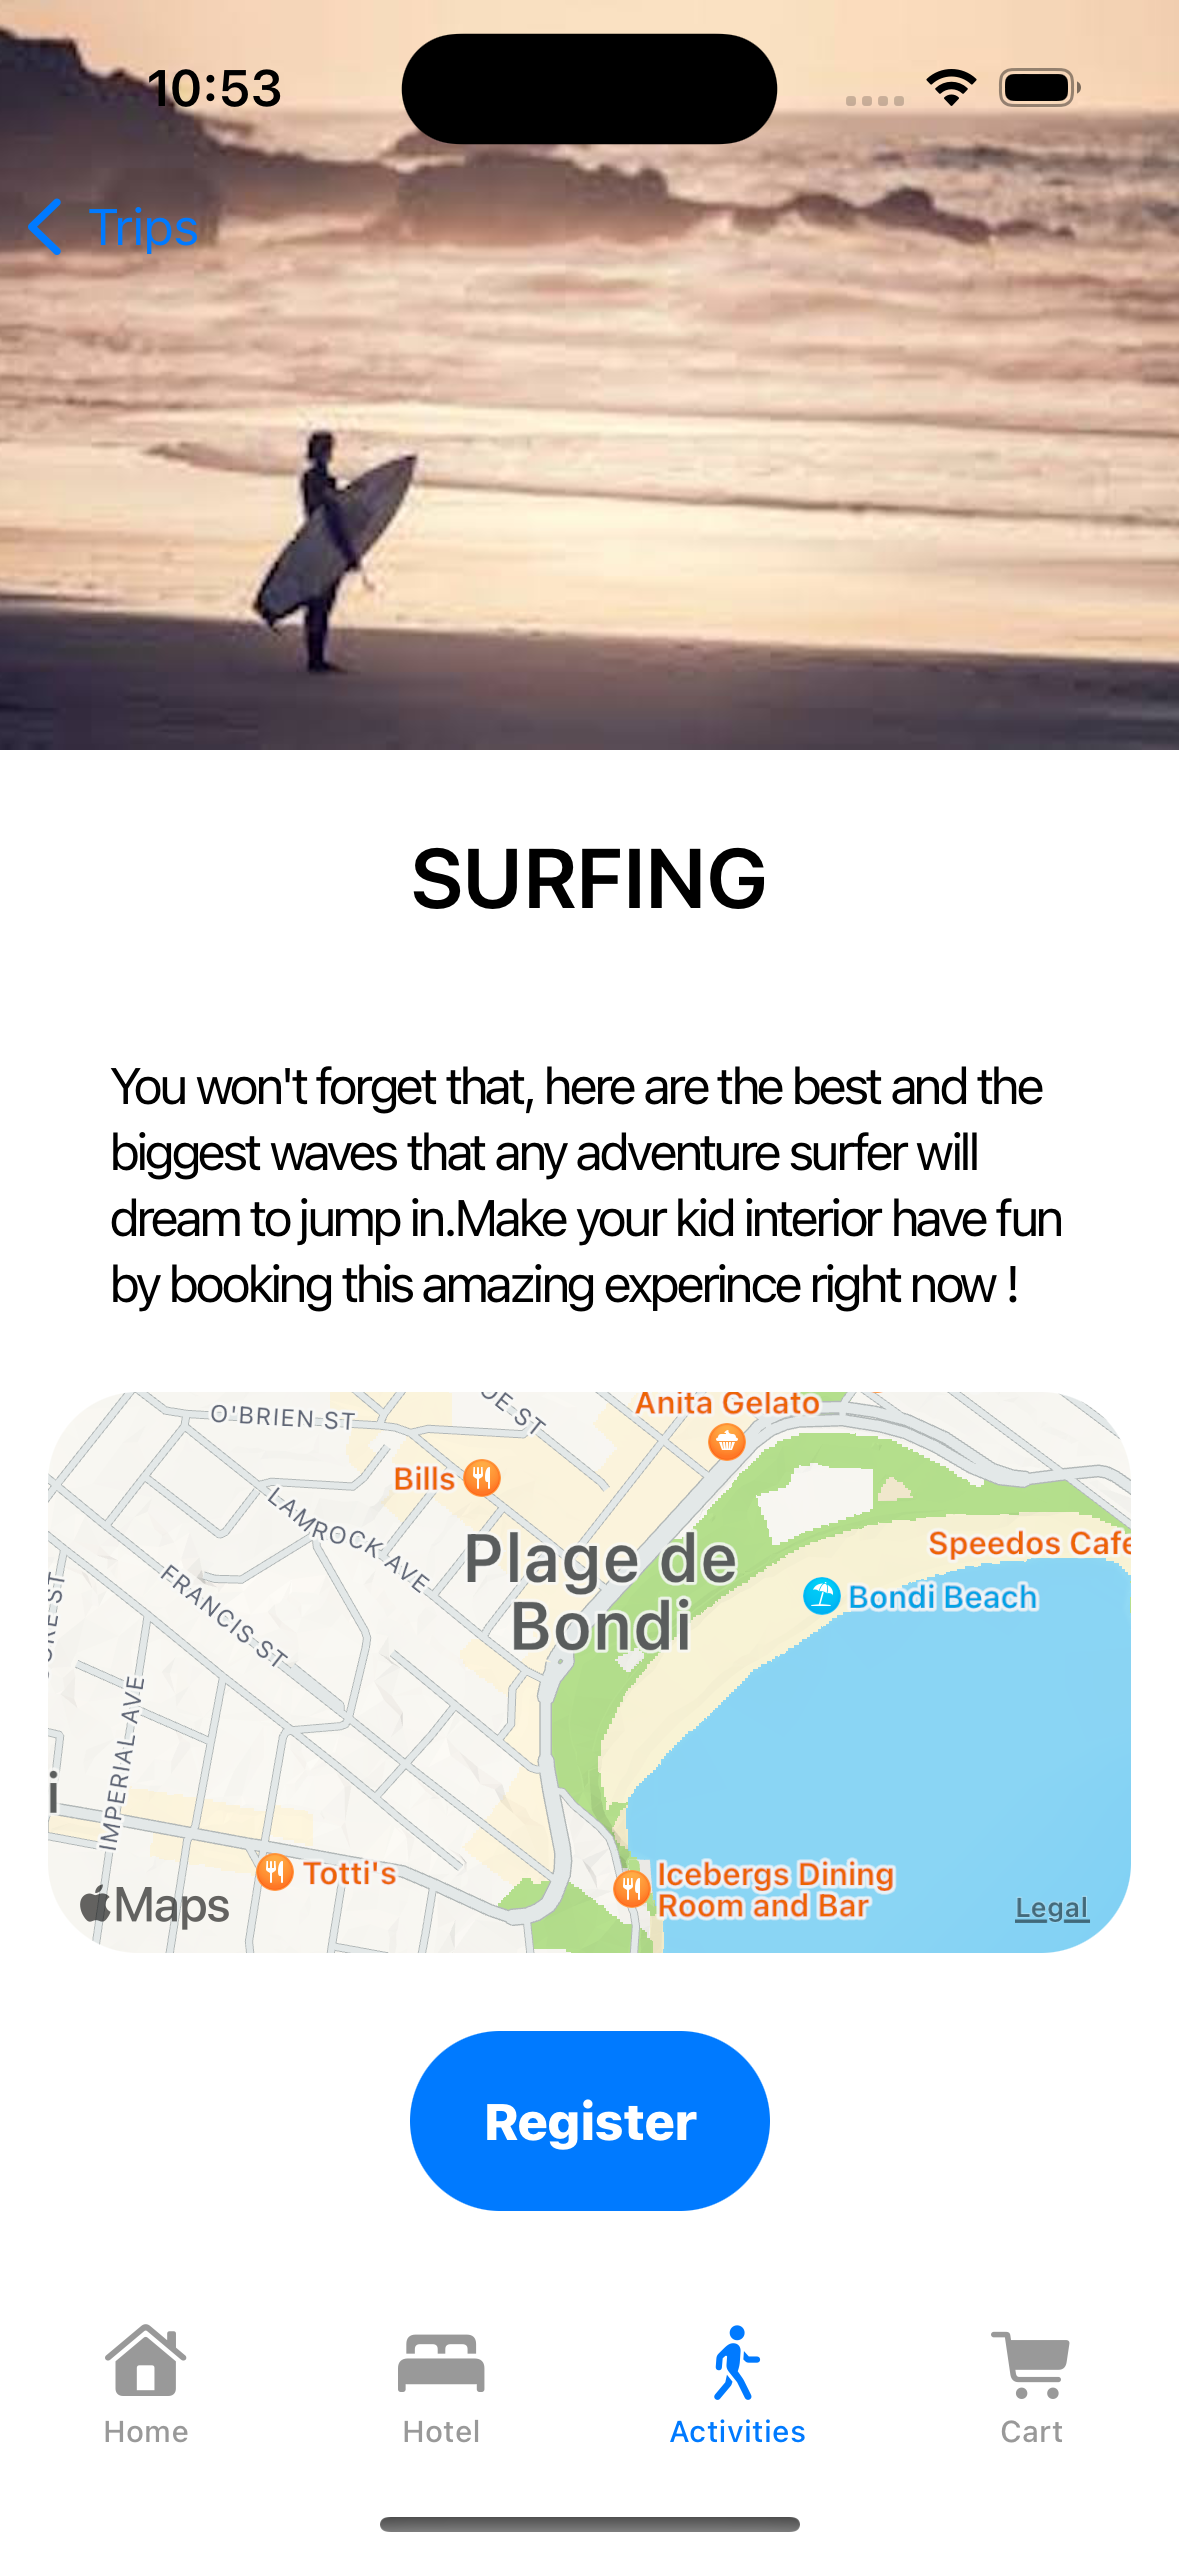 10:53
Trips
SURFING
You won't forget that, here are the best and the
biggest waves that any adventure surfer will
dream to jump in.Make your kid interior have fun
by booking this amazing experince right now !
O'BRIEN ST
Anita Gelato
Bills
LAMROCK AVE
Plage de
Bondi
Speedos Cafe
Bondi Beach
FRANCIS ST
IMPERIAL AVE
i
Totti's
Icebergs Dining
Room and Bar
Maps
Legal
Register
Home
Hotel
Activities
Cart